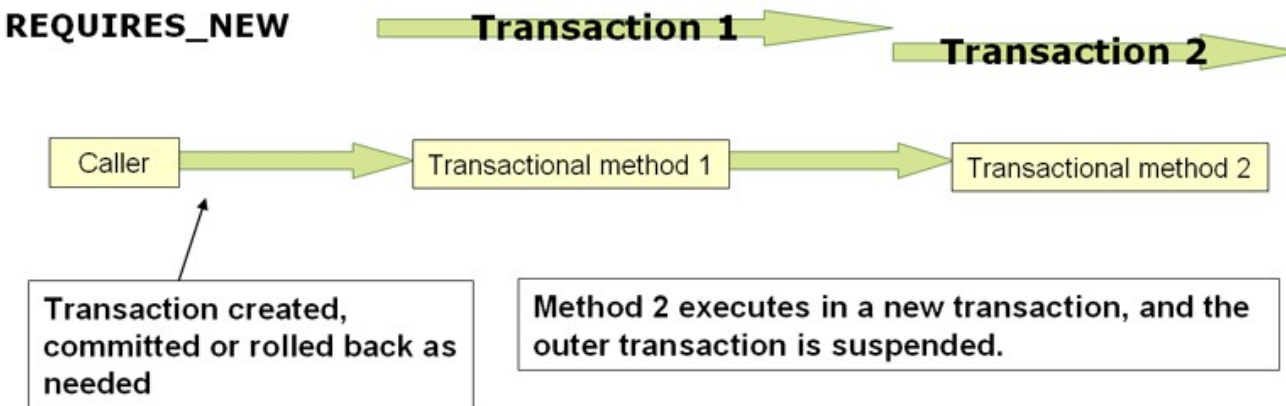 REQUIRES_NEW
Transaction 1
Transaction 2
Caller
Transactional method 1
Transactional method 2
Transaction created,
committed or rolled back as
needed
Method 2 executes in a new transaction, and the
outer transaction is suspended.